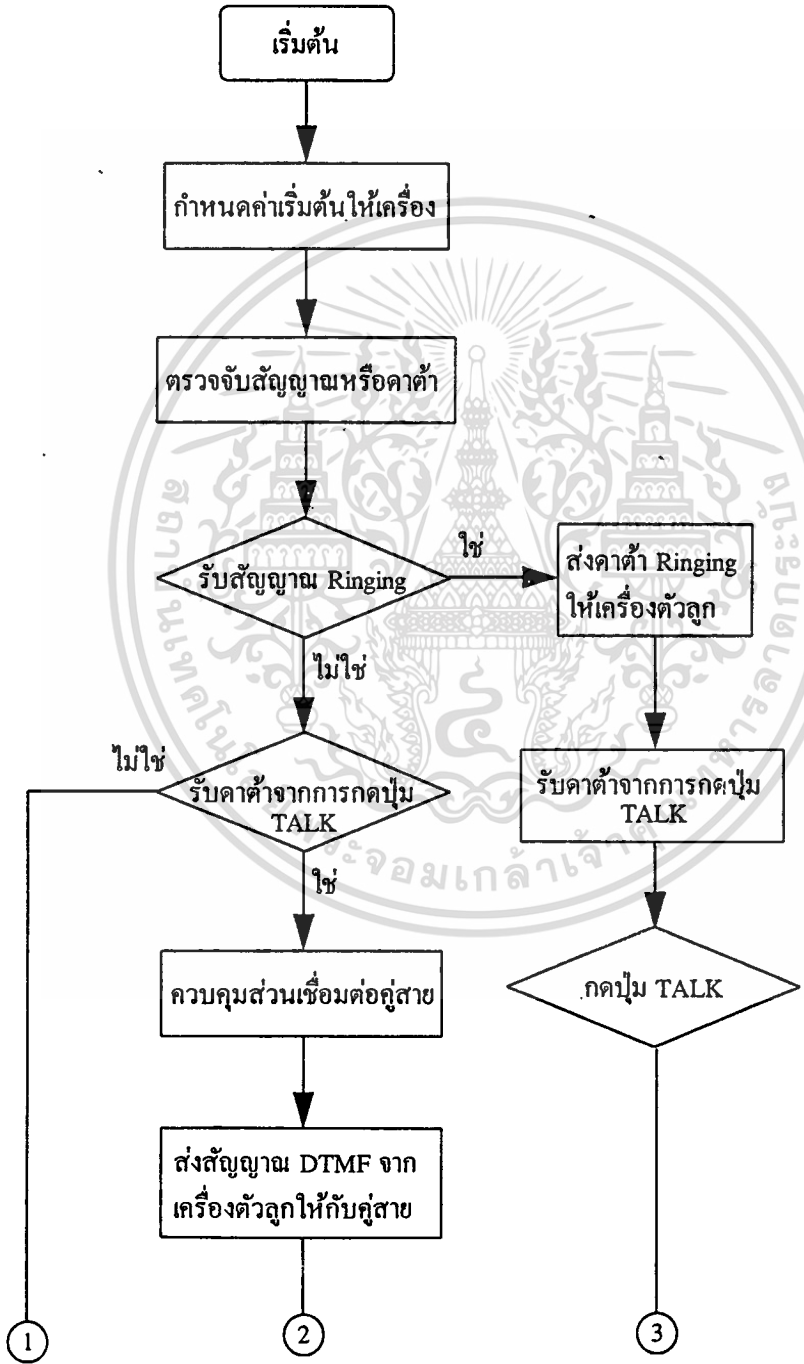 เริ่มต้น
กำหนดค่าเริ่มต้นให้เครื่อง
ตรวจจับสัญญาณหรือดาต้า
รับสัญญาณ Ringing
ใช่
ส่งดาต้า Ringing
ให้เครื่องตัวลูก
ไม่ใช่
ไม่ใช่
รับดาต้าจากการกดปุ่ม
TALK
รับดาต้าจากการกดปุ่ม
TALK
ใช่
ควบคุมส่วนเชื่อมต่อคู่สาย
กดปุ่ม TALK
ส่งสัญญาณ DTMF จาก
เครื่องตัวลูกให้กับคู่สาย
1
2
3